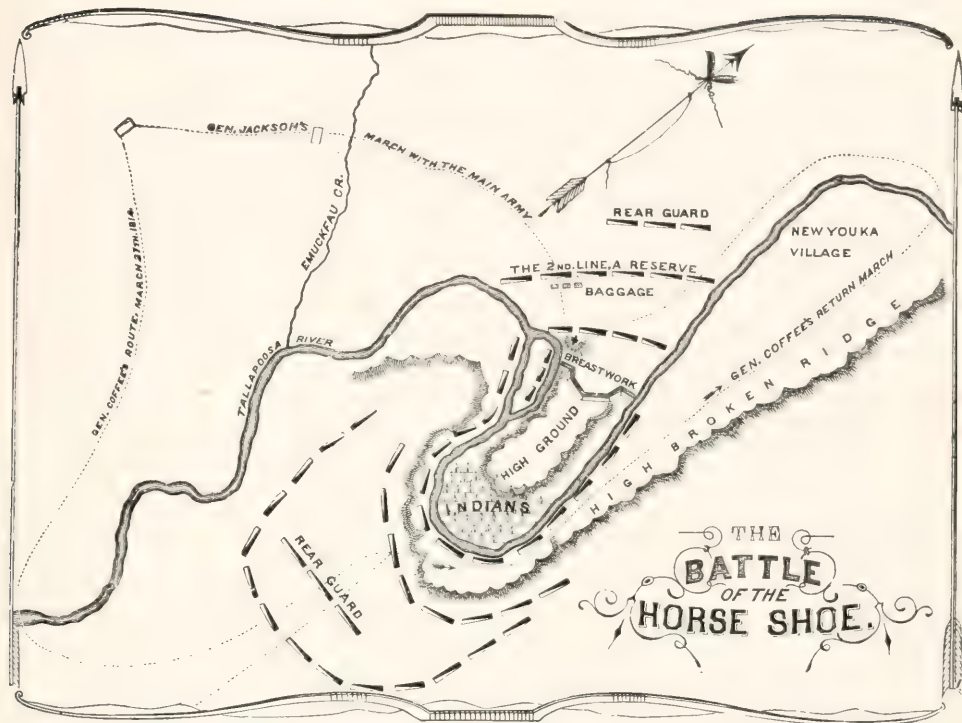 GEN. JACKSON'S
MARCH WITH THE MAIN ARMY
GEN. COFFEE'S ROUTE, MARCH 27TH. 1814.
EMUCKFAU CR.
REAR GUARD
NEW YOUKA
VILLAGE
THE 2ND. LINE, A RESERVE
BAGGAGE
TALLAPOOSA RIVER
BREASTWORK
GEN. COFFEE'S RETURN MARCH
HIGH BROKEN RIDGE
HIGH GROUND
INDIANS
REAR GUARD
THE
BATTLE
OF THE
HORSE SHOE.